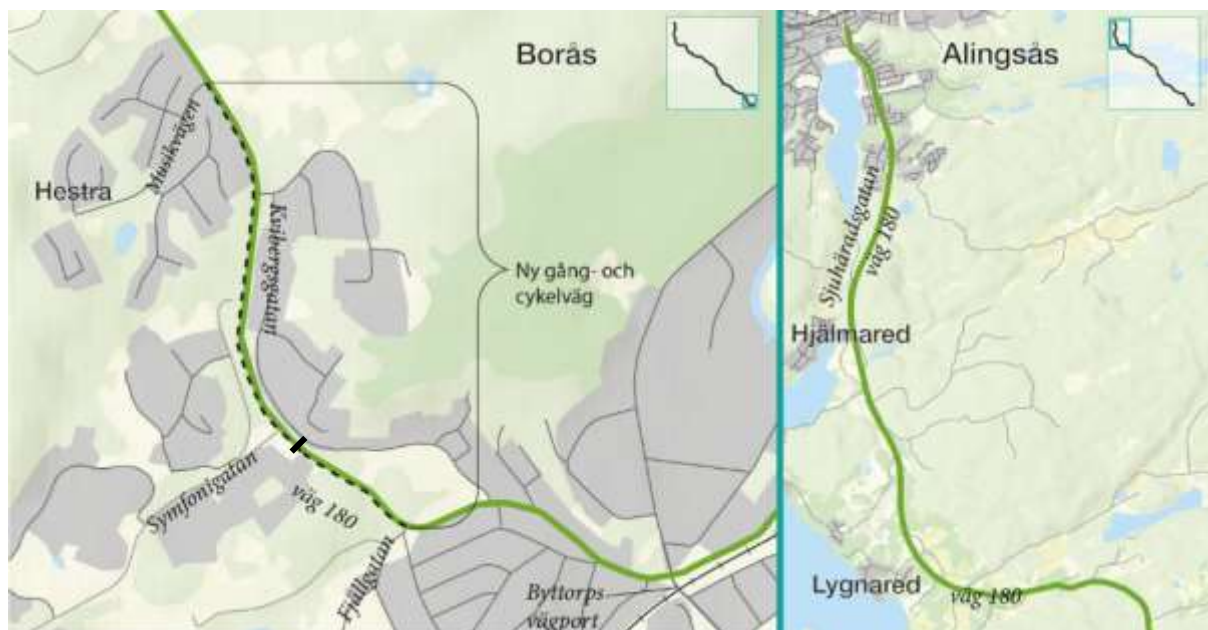 Borås
Musikvägen
Hestra
Kvibergsgatan
Ny gång- och
cykelväg
Symfonigatan
väg 180
Fjällgatan
Byttorps
vägport
Alingsås
Sjuhäradsgatan
väg 180
Hjälmared
Lygnared
väg 180